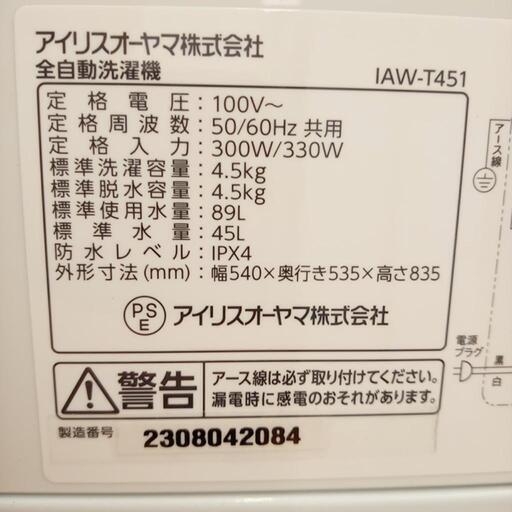 アイリスオーヤマ株式会社
全自動洗濯機 IAW-T451
定格電圧:100V〜
定格周波数:50/60Hz 共用
定格入力:300W/330W
標準洗濯容量:4.5kg
標準脱水容量:4.5kg
標準使用水量:89L
標準水量:45L
防水レベル:IPX4
外形寸法(mm):幅540×奥行き535×高さ835
PS
E
アイリスオーヤマ株式会社
警告
アース線は必ず取り付けてください。
漏電時に感電のおそれがあります。
製造番号 2308042084
アース線
電源
プラグ
黒
白